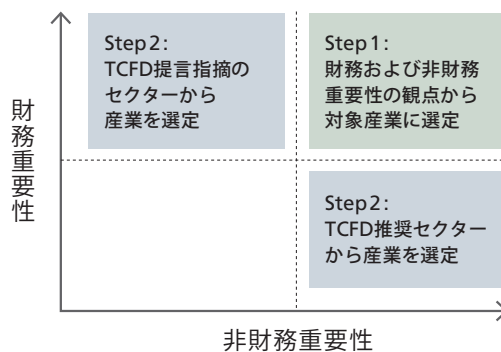 Step2：
TCFD提言指摘の
セクターから
産業を選定
Step1：
財務および非財務
重要性の観点から
対象産業に選定
財務重要性
Step2：
TCFD推奨セクター
から産業を選定
非財務重要性